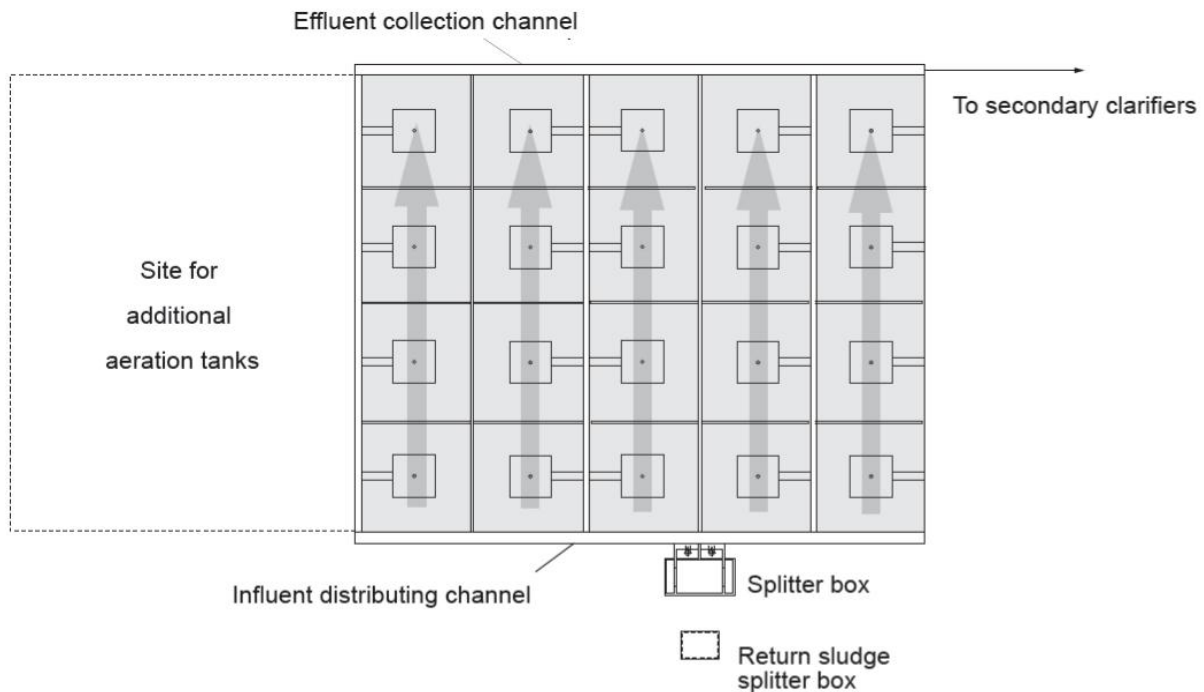 Effluent collection channel
To secondary clarifiers
Site for
additional
aeration tanks
Influent distributing channel
Splitter box
Return sludge
splitter box